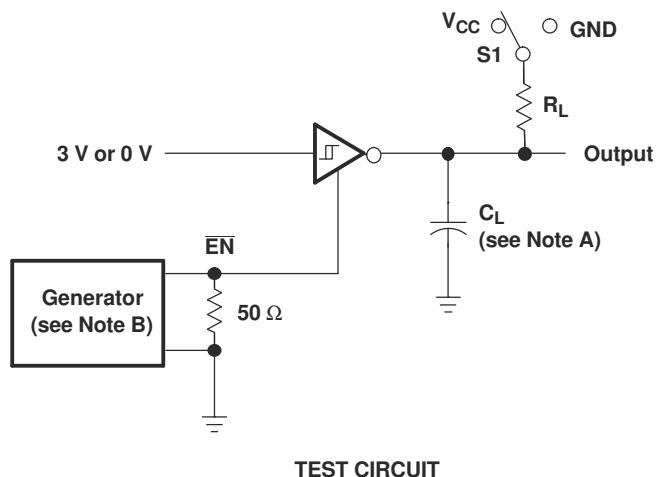 VCC
GND
S1
RL
3 V or 0 V
Output
CL
(see Note A)
EN
Generator
(see Note B)
50 Ω
TEST CIRCUIT